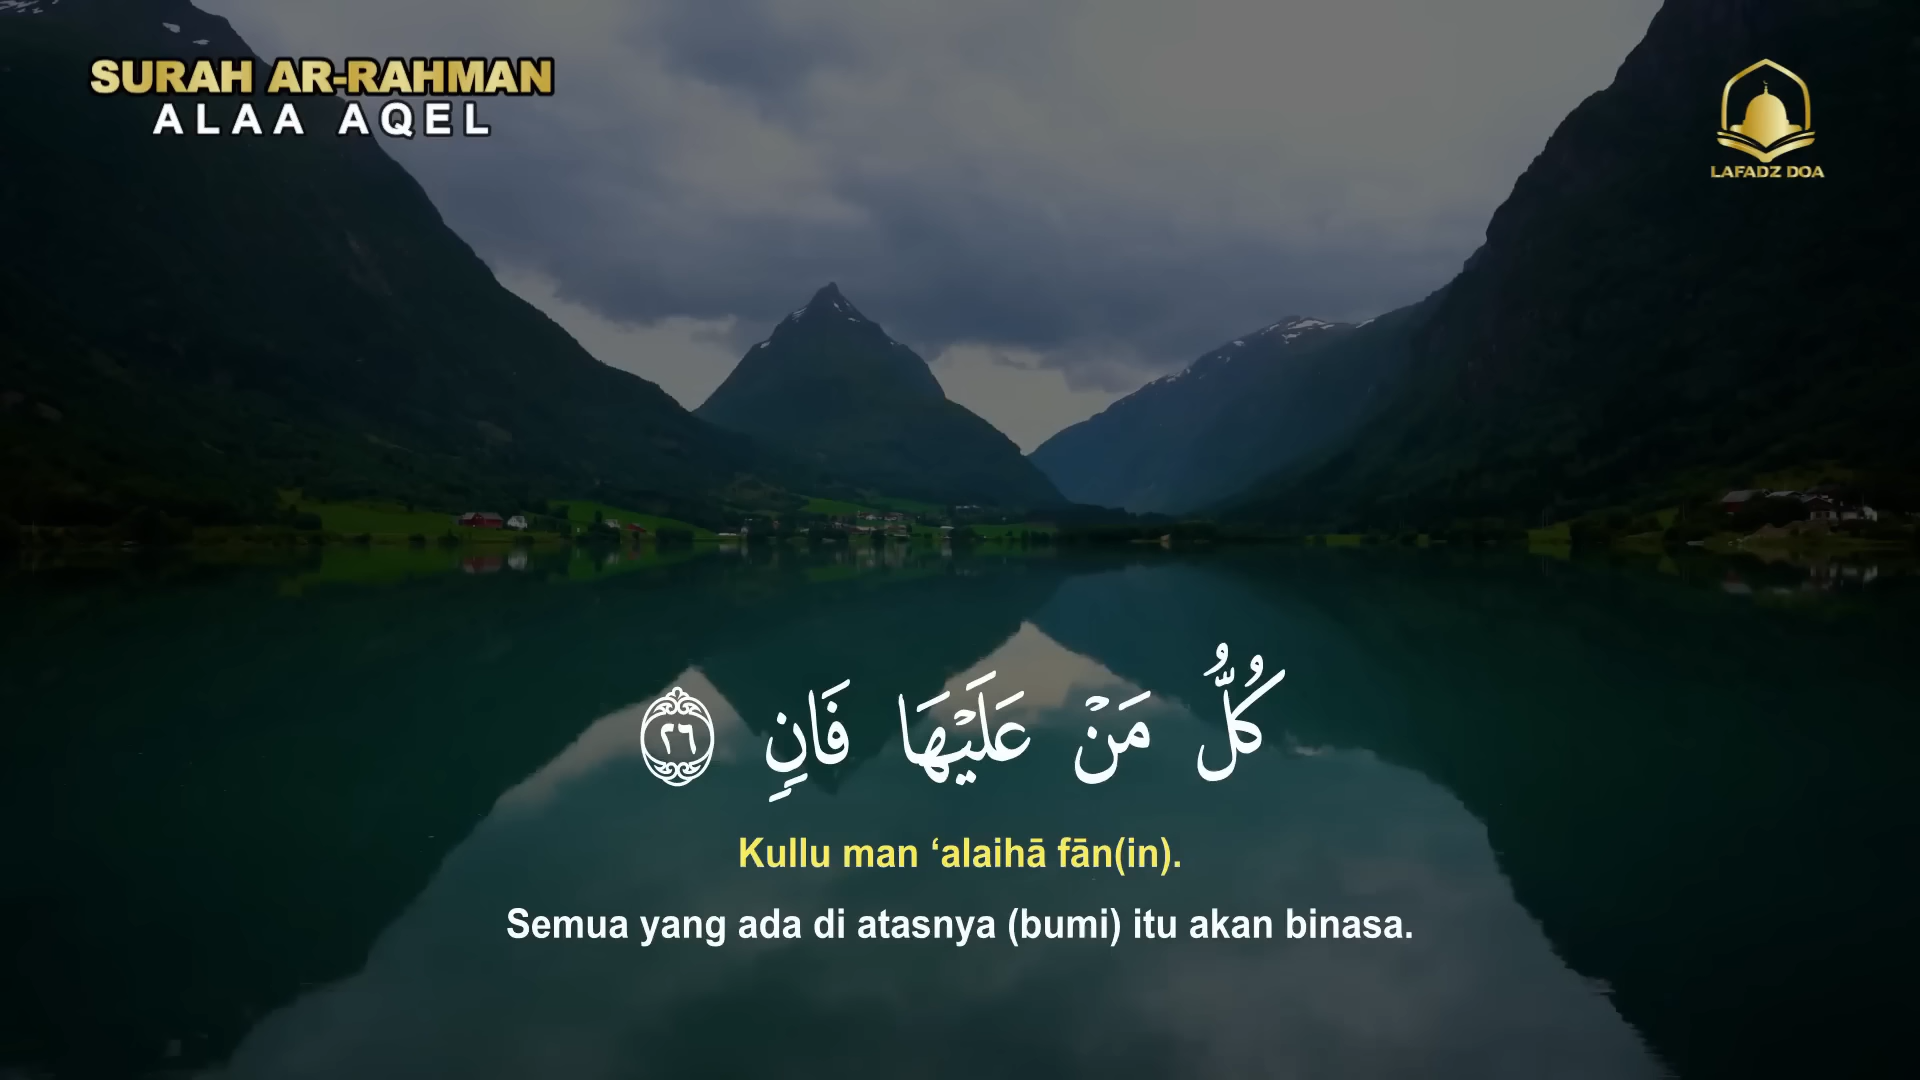 SURAH AR-RAHMAN
ALAA AQEL
LAFADZ DOA
كُلُّ مَنْ عَلَيْهَا فَانٍ ٢٦
Kullu man ‘alaihā fān(in).
Semua yang ada di atasnya (bumi) itu akan binasa.